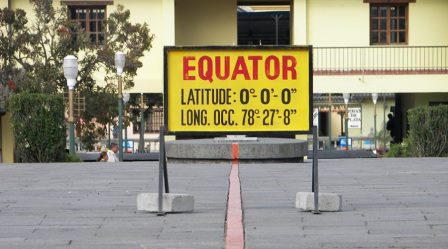 EQUATOR
LATITUDE: 0°-0'-0"
LONG. OCC. 78°-27'-8"